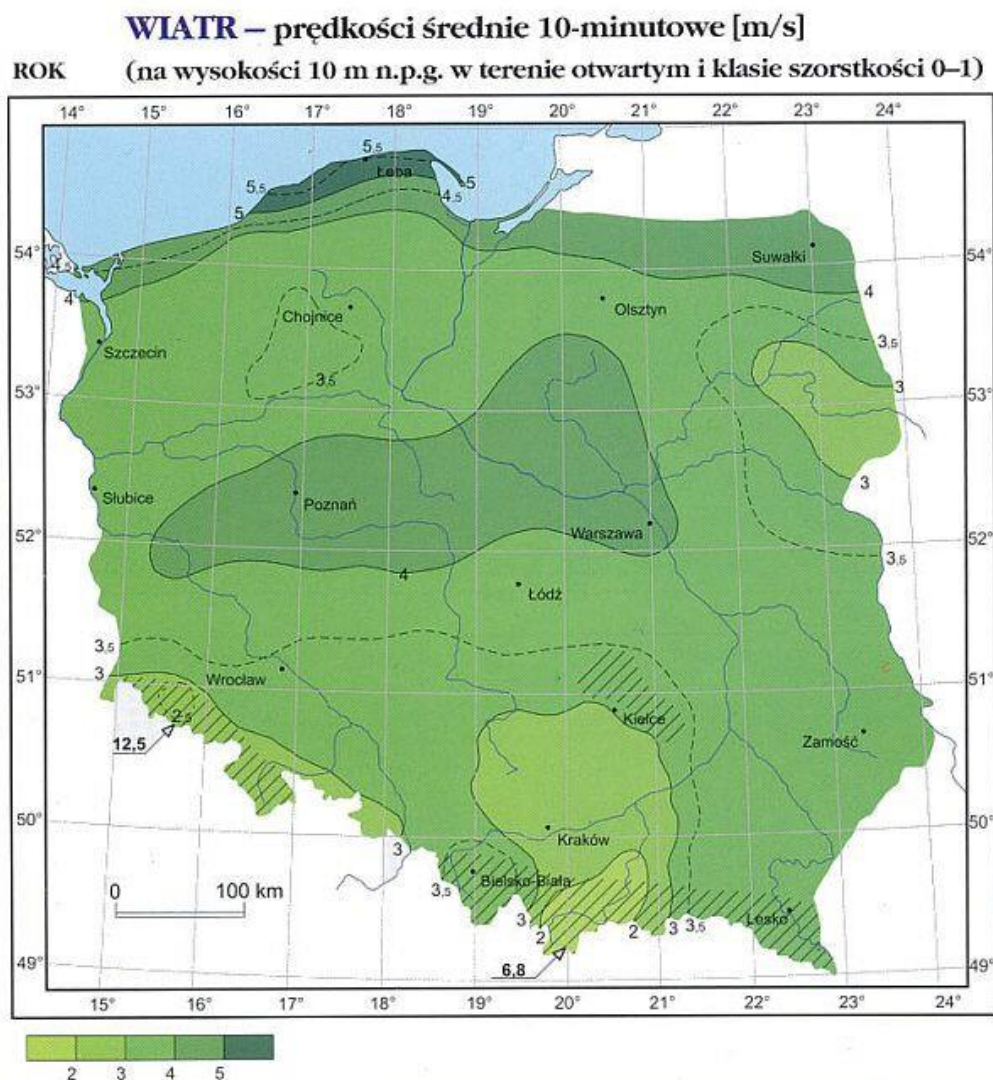 WIATR – prędkości średnie 10-minutowe [m/s]
ROK (na wysokości 10 m n.p.g. w terenie otwartym i klasie szorstkości 0–1)
14° 15° 16° 17° 18° 19° 20° 21° 22° 23° 24°
5,5
Łeba
5,5
5
4,5
5
54°
4,5
Suwałki
54°
4
4
Chojnice
Olsztyn
Szczecin
3,5
3,5
53°
3
53°
Słubice
Poznań
3
52°
Warszawa
52°
4
3,5
Łódź
3,5
3
51°
Wrocław
51°
2,5
Kielce
12,5
Zamość
50°
50°
Kraków
3
0 100 km
3,5
Bielsko-Biała
Lesko
3
2
2
3
3,5
49°
6,8
49°
15° 16° 17° 18° 19° 20° 21° 22° 23° 24°
2 3 4 5